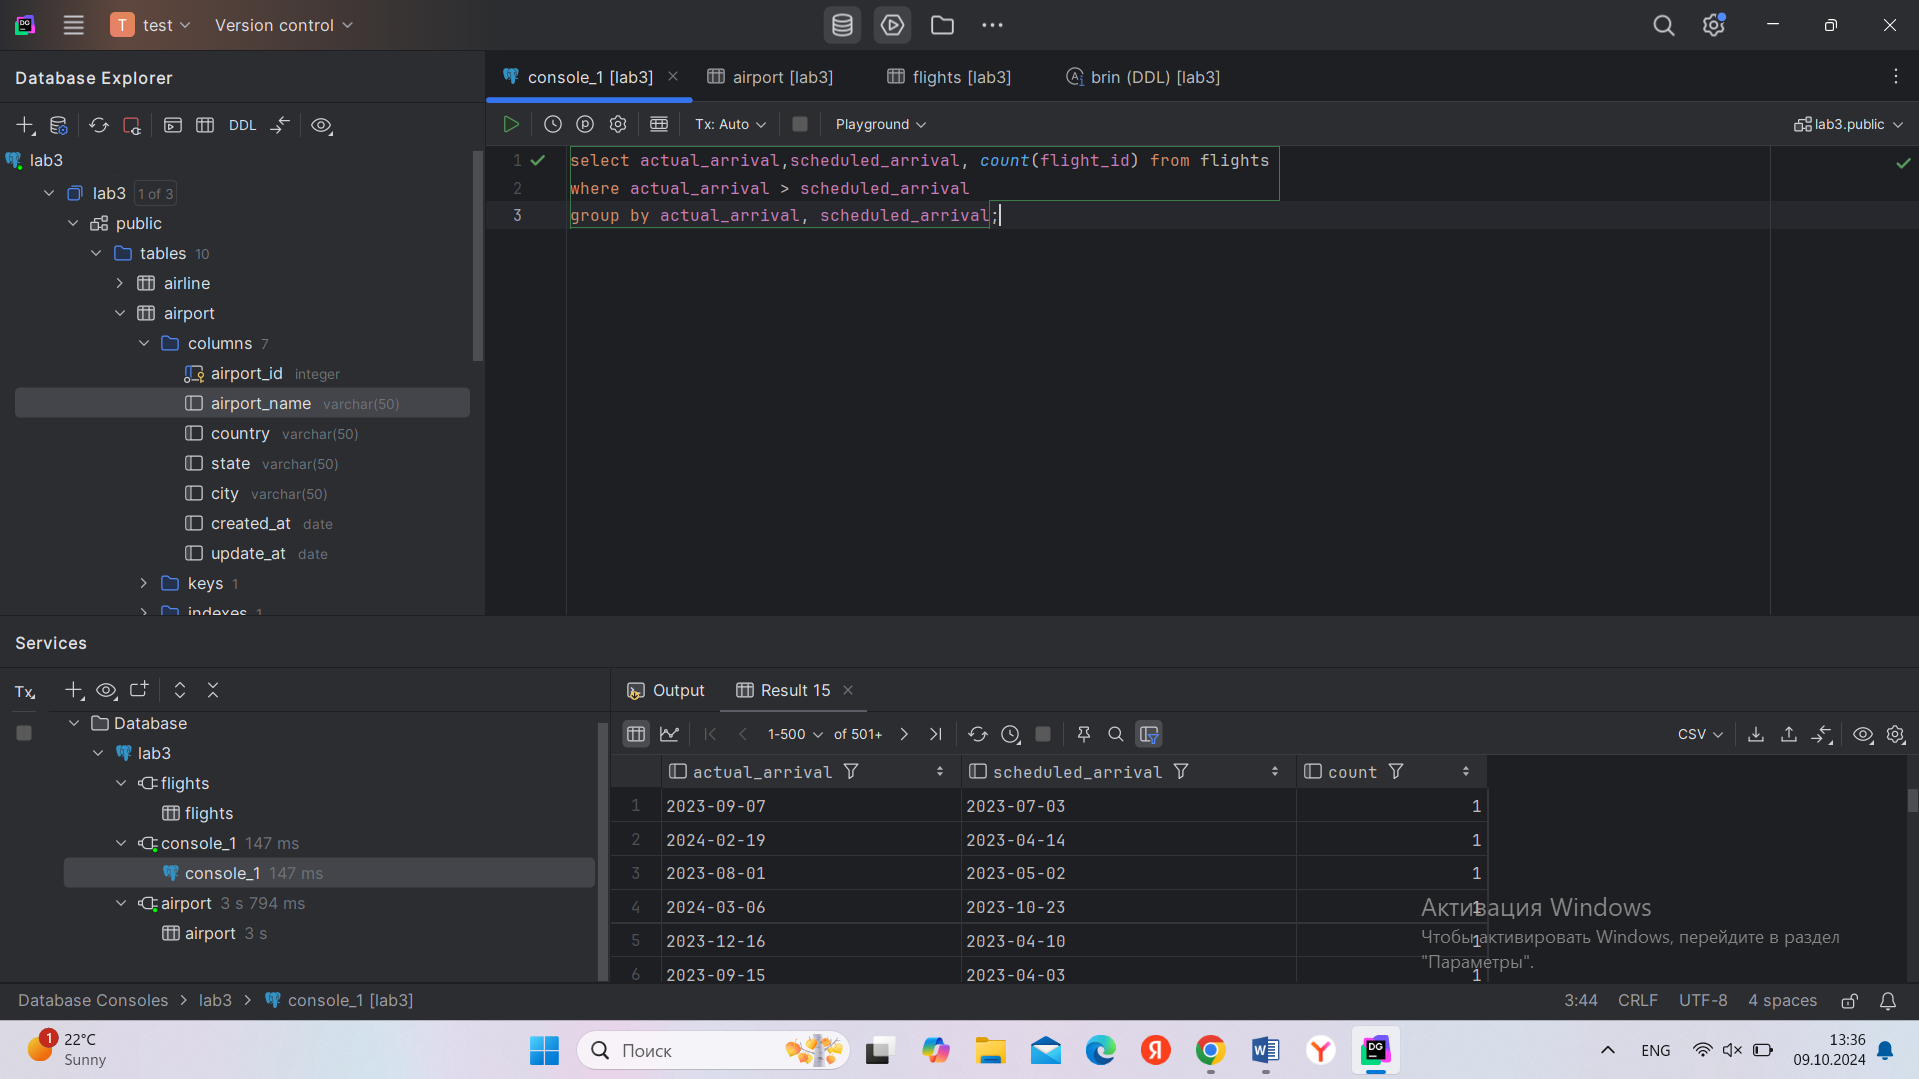 T test Version control
Database Explorer
console_1 [lab3] airport [lab3] flights [lab3] brin (DDL) [lab3]
DDL
Tx: Auto Playground lab3.public
lab3
lab3 1 of 3
public
tables 10
airline
airport
columns 7
airport_id integer
airport_name varchar(50)
country varchar(50)
state varchar(50)
city varchar(50)
created_at date
update_at date
keys 1
indexes 1
1 select actual_arrival,scheduled_arrival, count(flight_id) from flights
2 where actual_arrival > scheduled_arrival
3 group by actual_arrival, scheduled_arrival;
Services
Tx
Database
lab3
flights
flights
console_1 147 ms
console_1 147 ms
airport 3 s 794 ms
airport 3 s
Output Result 15
1-500 of 501+ CSV
actual_arrival scheduled_arrival count
1 2023-09-07 2023-07-03 1
2 2024-02-19 2023-04-14 1
3 2023-08-01 2023-05-02 1
4 2024-03-06 2023-10-23 1
5 2023-12-16 2023-04-10 1
6 2023-09-15 2023-04-03 1
Активация Windows
Чтобы активировать Windows, перейдите в раздел
"Параметры".
Database Consoles > lab3 > console_1 [lab3]
3:44 CRLF UTF-8 4 spaces
1 22°C
Sunny
Поиск
ENG
13:36
09.10.2024